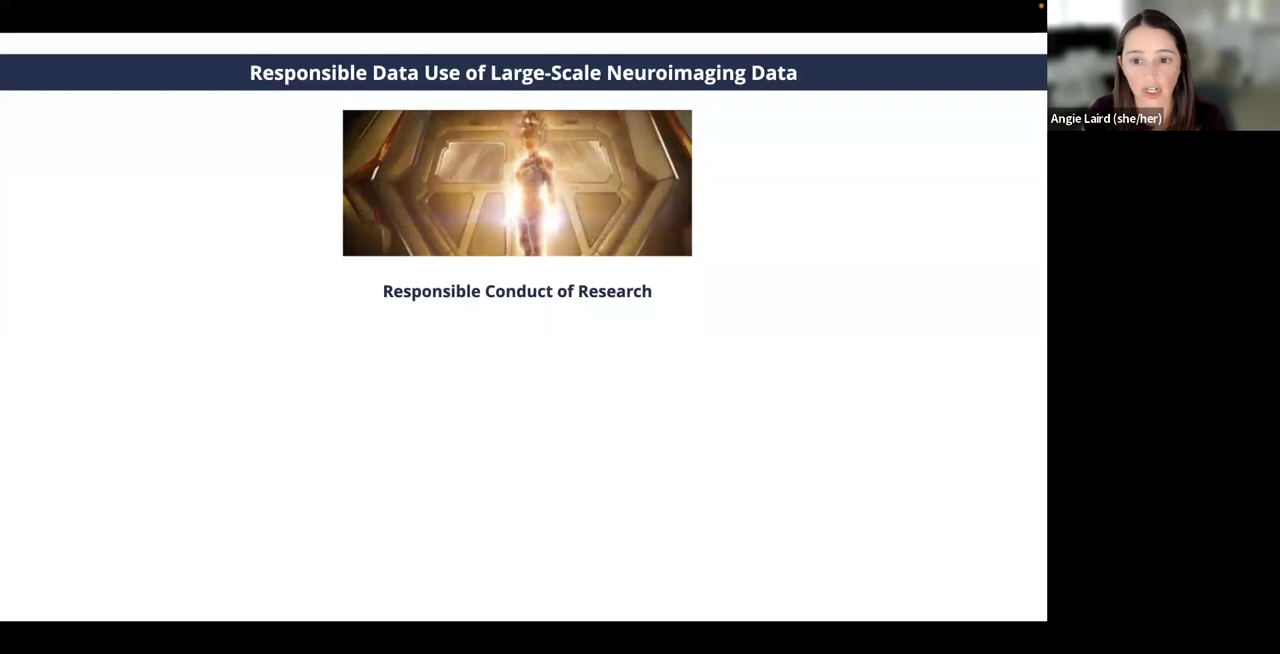 Responsible Data Use of Large-Scale Neuroimaging Data
Angie Laird (she/her)
Responsible Conduct of Research